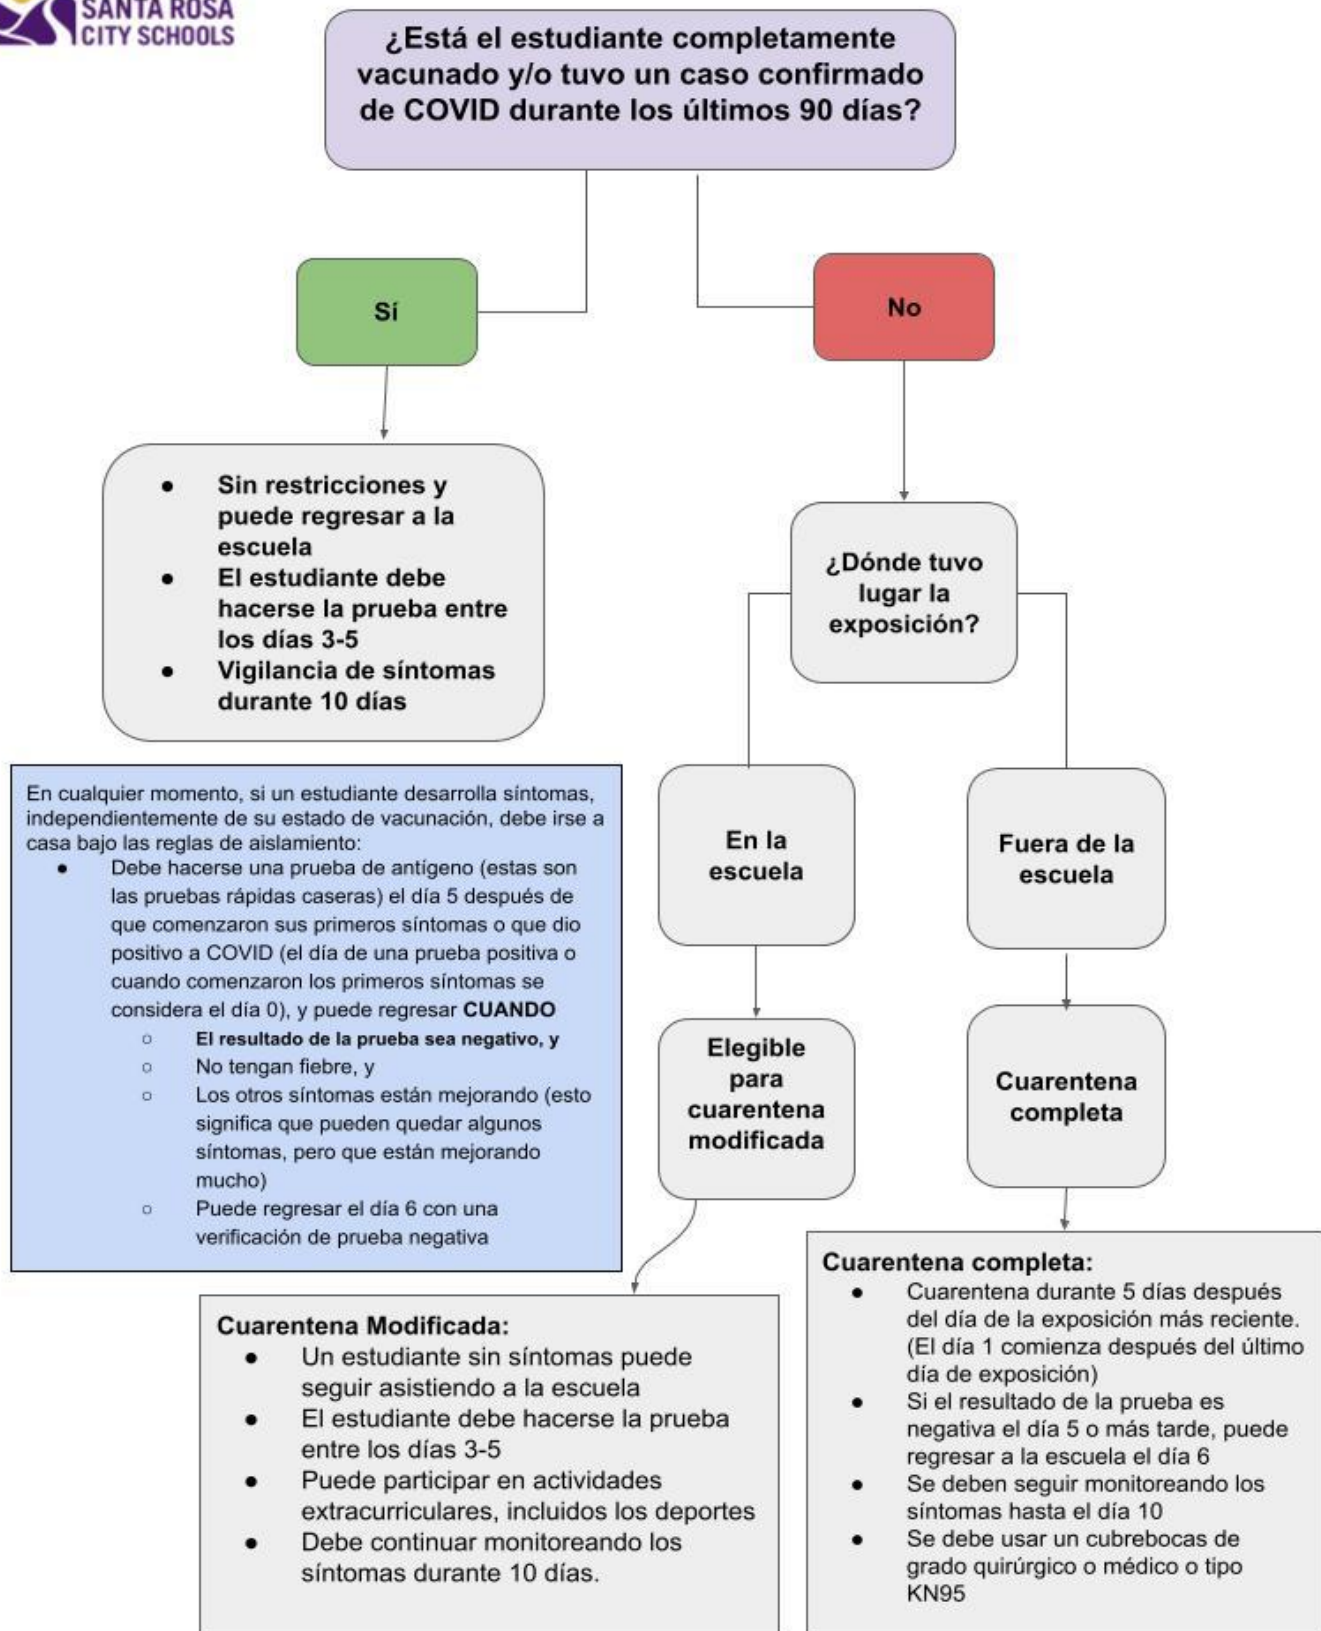 SANTA ROSA
CITY SCHOOLS
¿Está el estudiante completamente
vacunado y/o tuvo un caso confirmado
de COVID durante los últimos 90 días?
Sí
No
● Sin restricciones y
puede regresar a la
escuela
● El estudiante debe
hacerse la prueba entre
los días 3-5
● Vigilancia de síntomas
durante 10 días
¿Dónde tuvo
lugar la
exposición?
En cualquier momento, si un estudiante desarrolla síntomas,
independientemente de su estado de vacunación, debe irse a
casa bajo las reglas de aislamiento:
● Debe hacerse una prueba de antígeno (estas son
las pruebas rápidas caseras) el día 5 después de
que comenzaron sus primeros síntomas o que dio
positivo a COVID (el día de una prueba positiva o
cuando comenzaron los primeros síntomas se
considera el día 0), y puede regresar CUANDO
○ El resultado de la prueba sea negativo, y
○ No tengan fiebre, y
○ Los otros síntomas están mejorando (esto
significa que pueden quedar algunos
síntomas, pero que están mejorando
mucho)
○ Puede regresar el día 6 con una
verificación de prueba negativa
En la
escuela
Fuera de la
escuela
Elegible
para
cuarentena
modificada
Cuarentena
completa
Cuarentena Modificada:
● Un estudiante sin síntomas puede
seguir asistiendo a la escuela
● El estudiante debe hacerse la prueba
entre los días 3-5
● Puede participar en actividades
extracurriculares, incluidos los deportes
● Debe continuar monitoreando los
síntomas durante 10 días.
Cuarentena completa:
● Cuarentena durante 5 días después
del día de la exposición más reciente.
(El día 1 comienza después del último
día de exposición)
● Si el resultado de la prueba es
negativa el día 5 o más tarde, puede
regresar a la escuela el día 6
● Se deben seguir monitoreando los
síntomas hasta el día 10
● Se debe usar un cubrebocas de
grado quirúrgico o médico o tipo
KN95